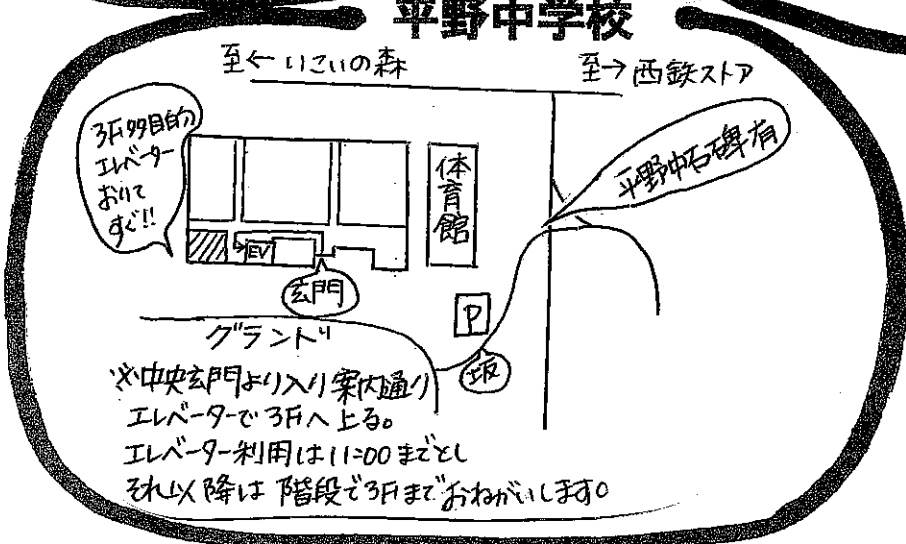 平野中学校
至← いこいの森
至→ 西鉄ストア
3F多目的
エレベーター
おりて
すぐ!!
体育館
平野中石碑有
EV
玄門
P
グランド
坂
※中央玄門より入り案内通り
エレベーターで3Fへ上る。
エレベーター利用は11:00までとし
それ以降は階段で3Fまでおねがいします。